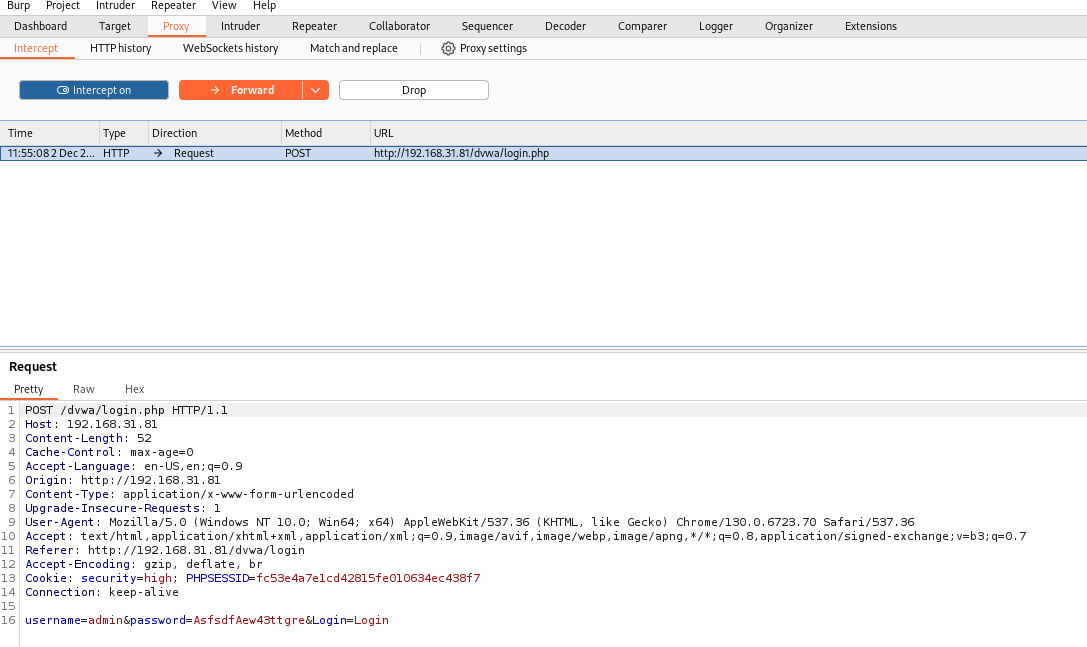 Burp Project Intruder Repeater View Help
Dashboard Target Proxy Intruder Repeater Collaborator Sequencer Decoder Comparer Logger Organizer Extensions
Intercept HTTP history WebSockets history Match and replace Proxy settings
Intercept on → Forward Drop
Time Type Direction Method URL
11:55:08 2 Dec 2... HTTP → Request POST http://192.168.31.81/dvwa/login.php
Request
Pretty Raw Hex
1 POST /dvwa/login.php HTTP/1.1
2 Host: 192.168.31.81
3 Content-Length: 52
4 Cache-Control: max-age=0
5 Accept-Language: en-US,en;q=0.9
6 Origin: http://192.168.31.81
7 Content-Type: application/x-www-form-urlencoded
8 Upgrade-Insecure-Requests: 1
9 User-Agent: Mozilla/5.0 (Windows NT 10.0; Win64; x64) AppleWebKit/537.36 (KHTML, like Gecko) Chrome/130.0.6723.70 Safari/537.36
10 Accept: text/html,application/xhtml+xml,application/xml;q=0.9,image/avif,image/webp,image/apng,*/*;q=0.8,application/signed-exchange;v=b3;q=0.7
11 Referer: http://192.168.31.81/dvwa/login
12 Accept-Encoding: gzip, deflate, br
13 Cookie: security=high; PHPSESSID=fc53e4a7e1cd42815fe010634ec438f7
14 Connection: keep-alive
15
16 username=admin&password=AsfsdfAew43ttgre&Login=Login